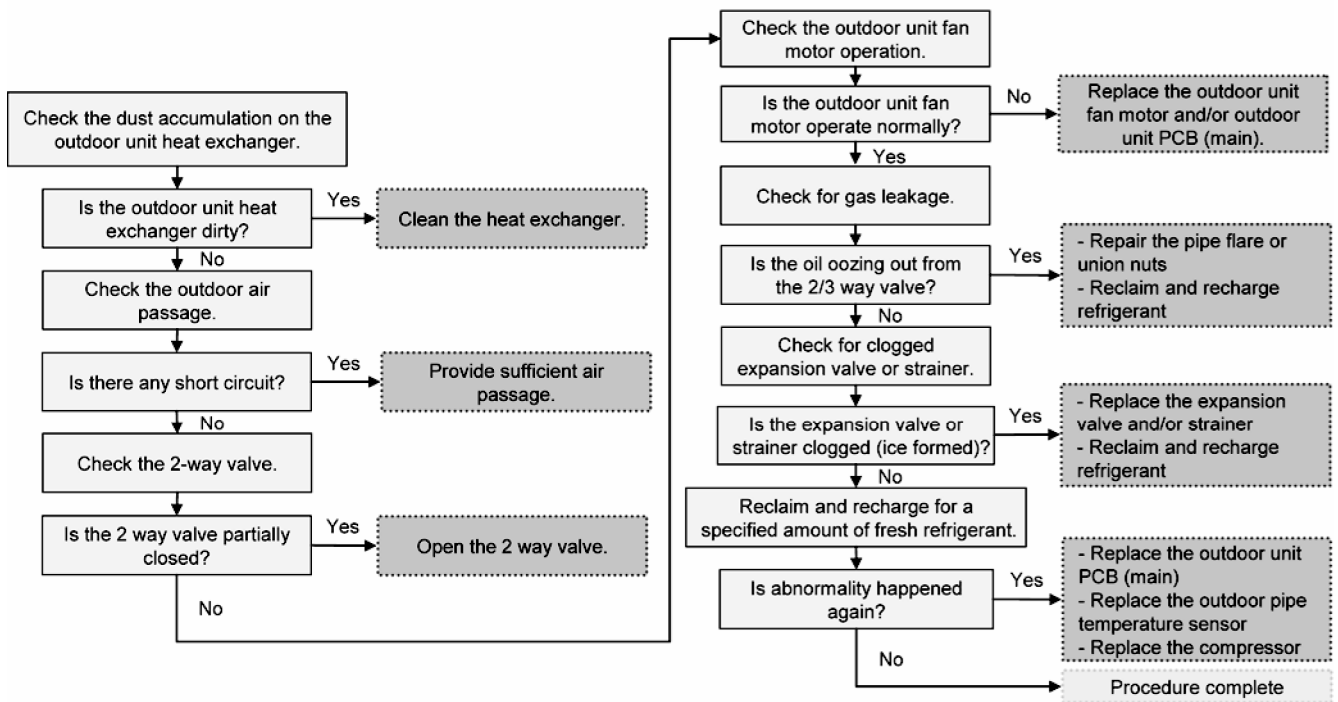 Check the dust accumulation on the
outdoor unit heat exchanger.
Is the outdoor unit heat
exchanger dirty?
Yes
Clean the heat exchanger.
No
Check the outdoor air
passage.
Is there any short circuit?
Yes
Provide sufficient air
passage.
No
Check the 2-way valve.
Is the 2 way valve partially
closed?
Yes
Open the 2 way valve.
No
Check the outdoor unit fan
motor operation.
Is the outdoor unit fan
motor operate normally?
No
Replace the outdoor unit
fan motor and/or outdoor
unit PCB (main).
Yes
Check for gas leakage.
Is the oil oozing out from
the 2/3 way valve?
Yes
- Repair the pipe flare or
union nuts
- Reclaim and recharge
refrigerant
No
Check for clogged
expansion valve or strainer.
Is the expansion valve or
strainer clogged (ice formed)?
Yes
- Replace the expansion
valve and/or strainer
- Reclaim and recharge
refrigerant
No
Reclaim and recharge for a
specified amount of fresh refrigerant.
Is abnormality happened
again?
Yes
- Replace the outdoor unit
PCB (main)
- Replace the outdoor pipe
temperature sensor
- Replace the compressor
No
Procedure complete